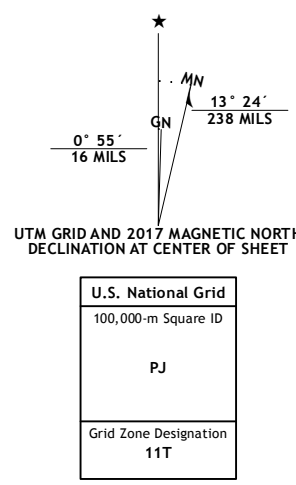 ★
MN
GN
13° 24´
238 MILS
0° 55´
16 MILS
UTM GRID AND 2017 MAGNETIC NORTH
DECLINATION AT CENTER OF SHEET
U.S. National Grid
100,000-m Square ID
PJ
Grid Zone Designation
11T